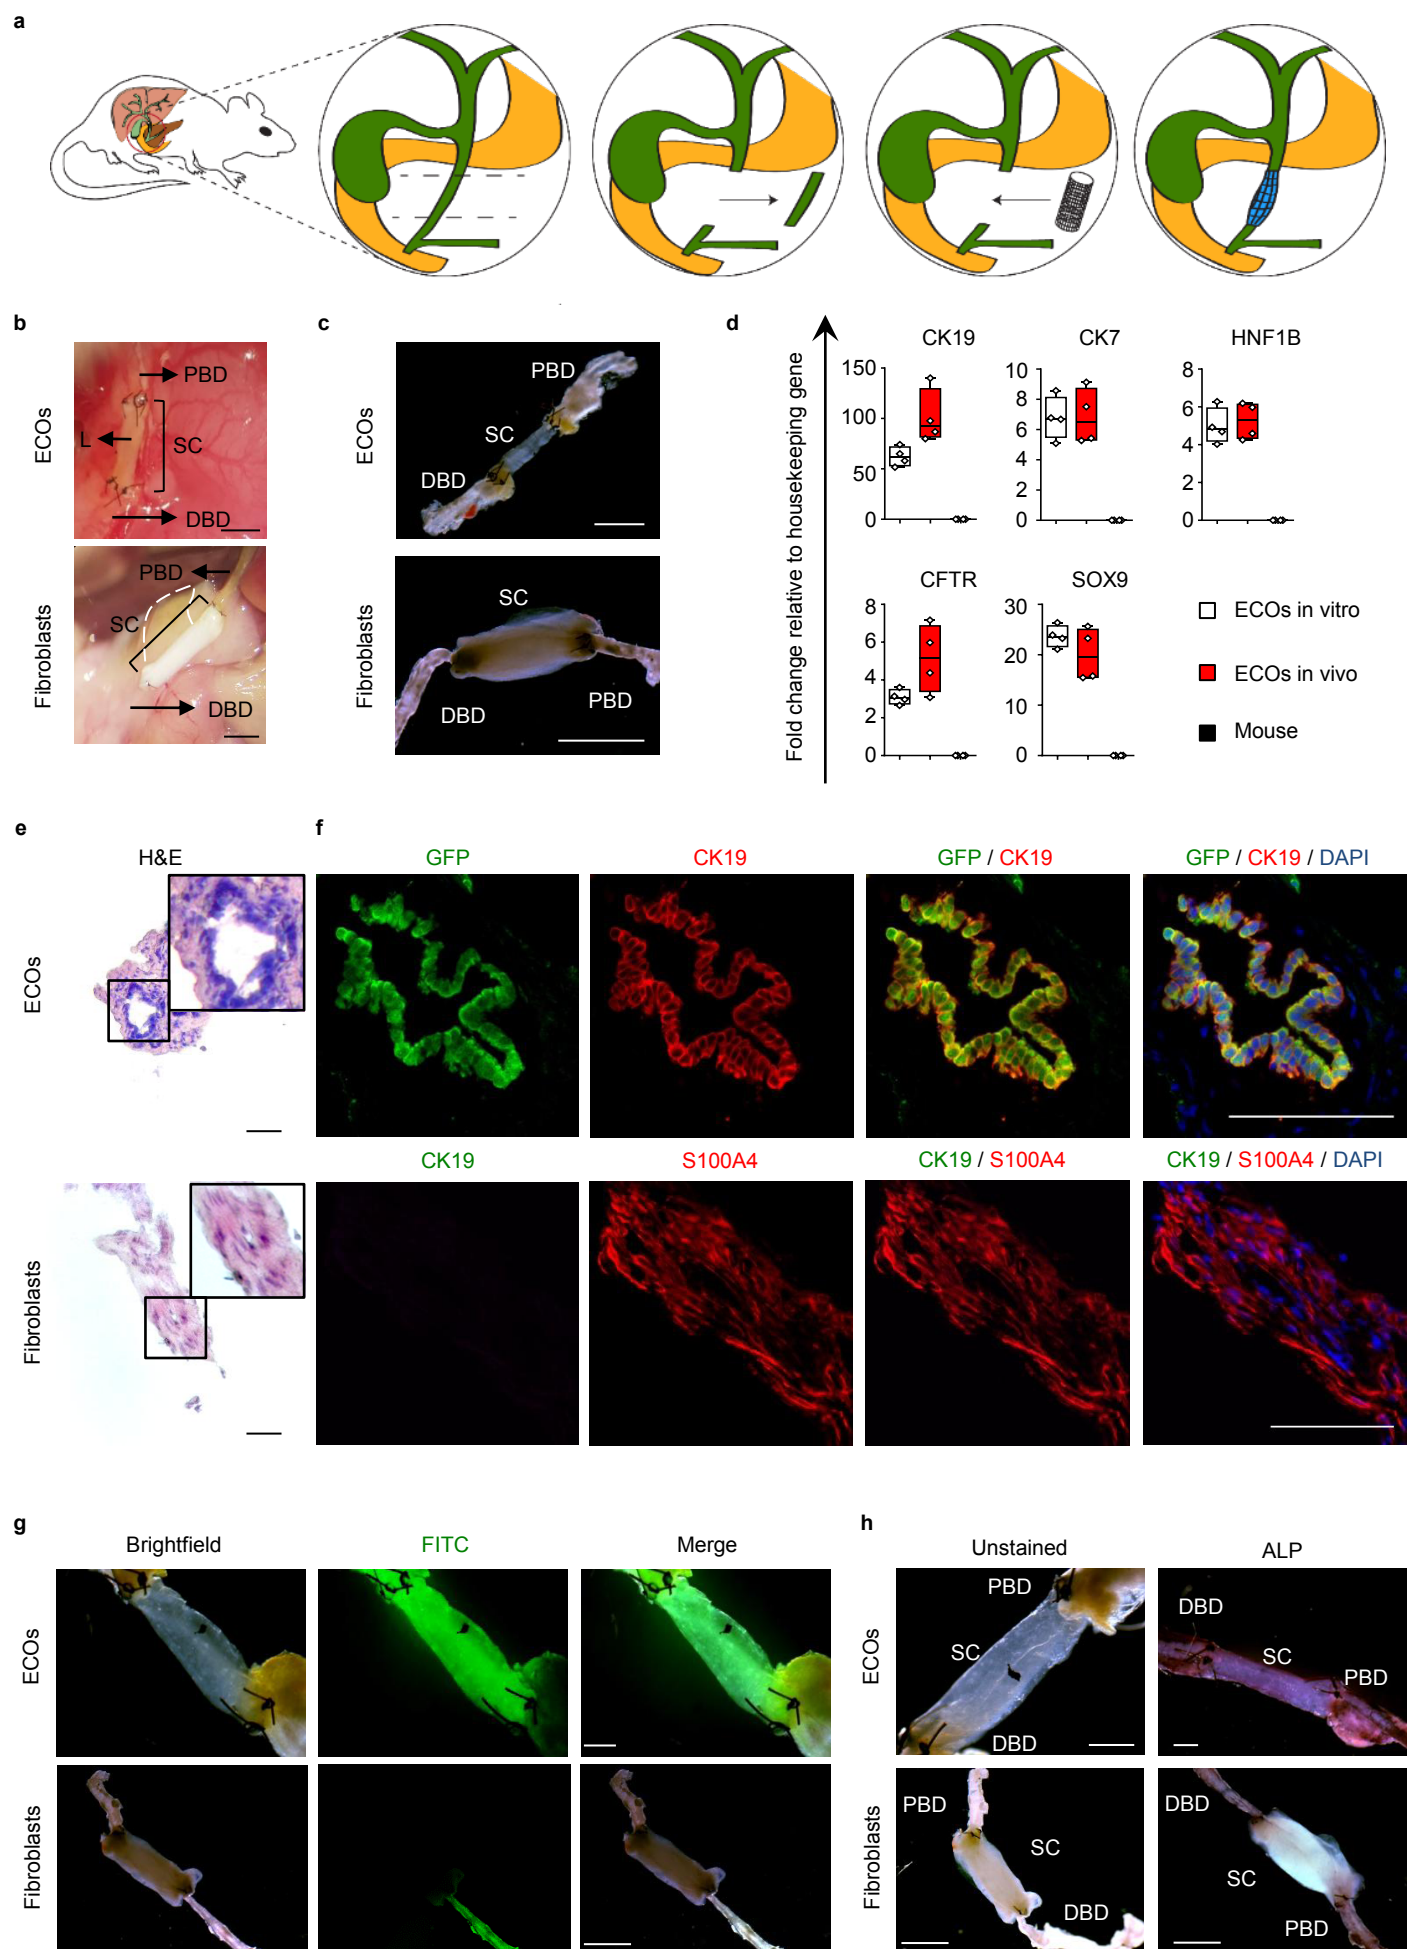 a
b
c
d
ECOs
PBD
L
SC
DBD
Fibroblasts
PBD
SC
DBD
ECOs
PBD
SC
DBD
Fibroblasts
SC
DBD
PBD
Fold change relative to housekeeping gene
CK19
150
100
50
0
CK7
10
8
6
4
2
0
HNF1B
8
6
4
2
0
CFTR
8
6
4
2
0
SOX9
30
20
10
0
ECOs in vitro
ECOs in vivo
Mouse
e
f
H&E
GFP
CK19
GFP / CK19
GFP / CK19 / DAPI
ECOs
CK19
S100A4
CK19 / S100A4
CK19 / S100A4 / DAPI
Fibroblasts
g
Brightfield
FITC
Merge
ECOs
Fibroblasts
h
Unstained
ALP
ECOs
PBD
SC
DBD
DBD
SC
PBD
Fibroblasts
PBD
SC
DBD
DBD
SC
PBD